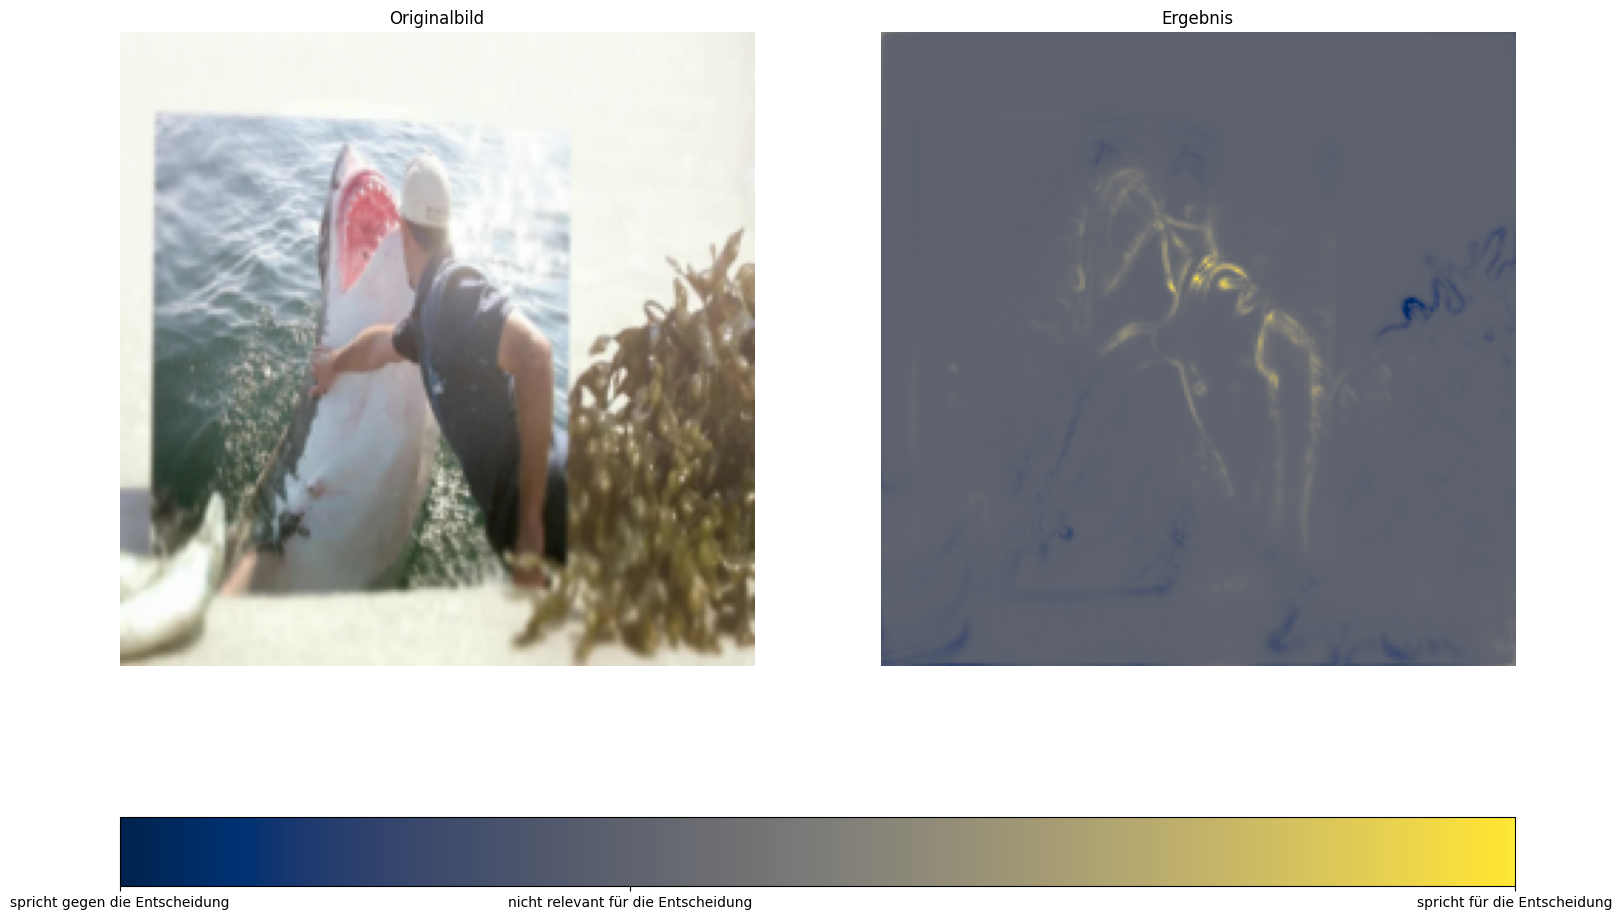 Originalbild
Ergebnis
spricht gegen die Entscheidung
nicht relevant für die Entscheidung
spricht für die Entscheidung